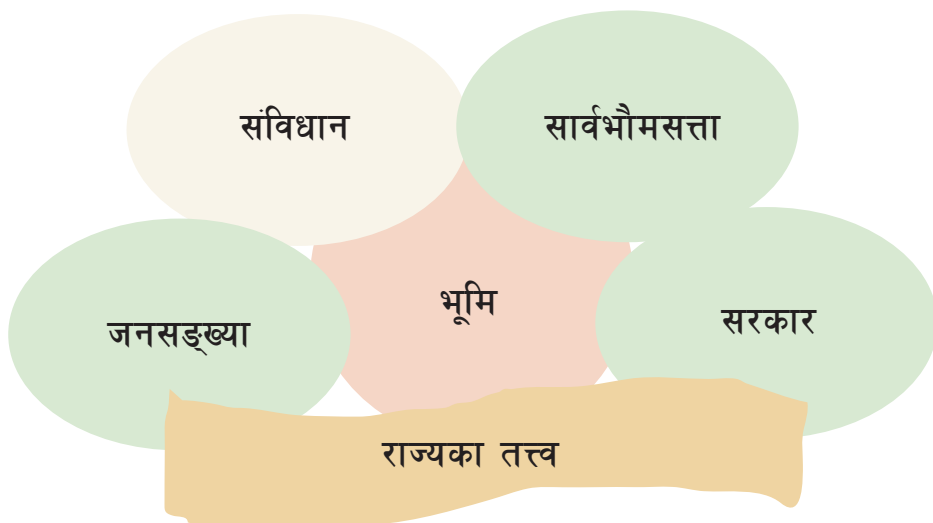 संविधान
सार्वभौमसत्ता
भूमि
जनसङ्ख्या
सरकार
राज्यका तत्त्व